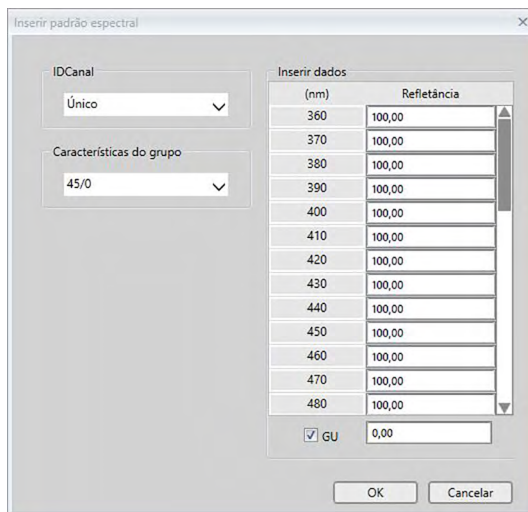 Inserir padrão espectral
IDCanal
Único
Características do grupo
45/0
Inserir dados
(nm) Refletância
360 100,00
370 100,00
380 100,00
390 100,00
400 100,00
410 100,00
420 100,00
430 100,00
440 100,00
450 100,00
460 100,00
470 100,00
480 100,00
GU 0,00
OK Cancelar